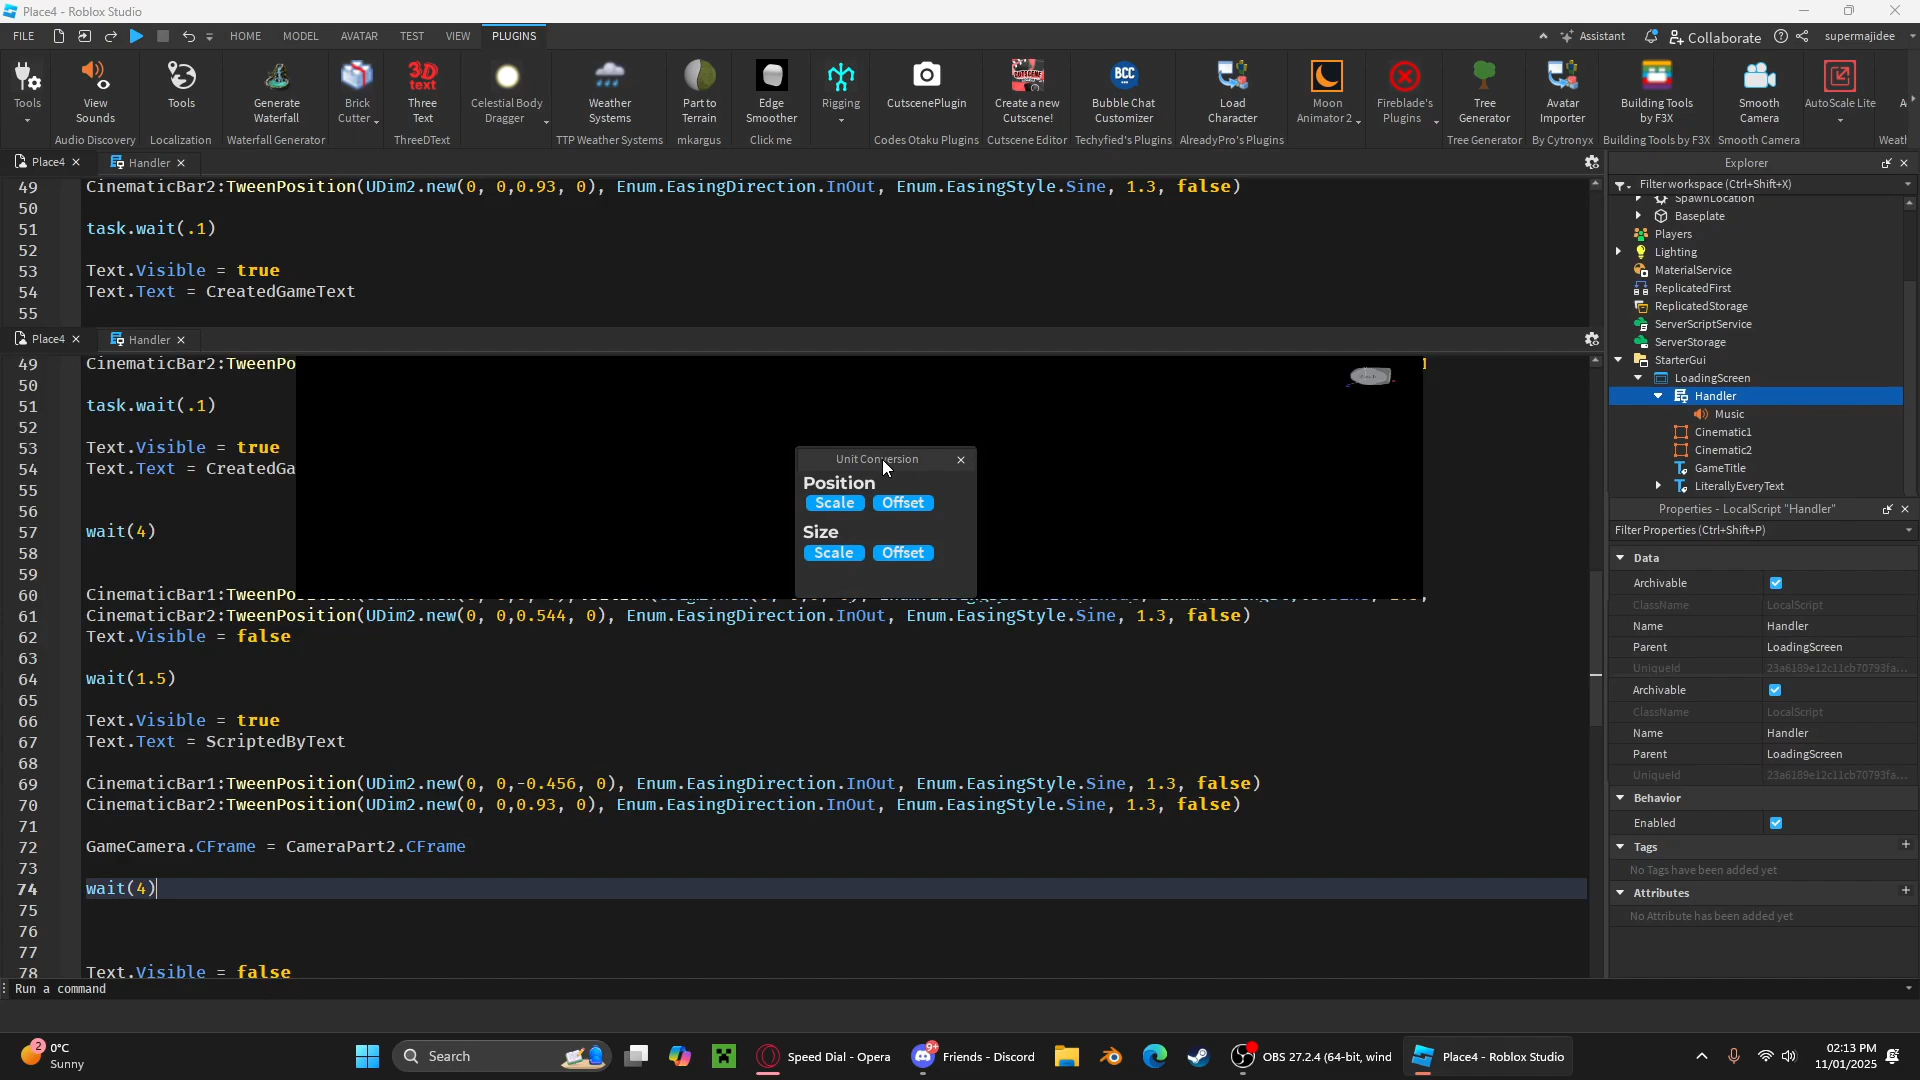 Place4 - Roblox Studio
FILE HOME MODEL AVATAR TEST VIEW PLUGINS Assistant Collaborate supermajidee
Tools
View Sounds
Audio Discovery
Tools
Localization
Generate Waterfall
Waterfall Generator
Brick Cutter
Three Text
ThreeDText
Celestial Body Dragger
Weather Systems
TTP Weather Systems
Part to Terrain
mkargus
Edge Smoother
Click me
Rigging
CutscenePlugin
Codes Otaku Plugins
Create a new Cutscene!
Cutscene Editor
Bubble Chat Customizer
Techyfied's Plugins
Load Character
AlreadyPro's Plugins
Moon Animator 2
Fireblade's Plugins
Tree Generator
Tree Generator
Avatar Importer
By Cytronyx
Building Tools by F3X
Building Tools by F3X
Smooth Camera
Smooth Camera
AutoScale Lite
Place4 Handler
49 CinematicBar2:TweenPosition(UDim2.new(0, 0,0.93, 0), Enum.EasingDirection.InOut, Enum.EasingStyle.Sine, 1.3, false)
50
51 task.wait(.1)
52
53 Text.Visible = true
54 Text.Text = CreatedGameText
55
Place4 Handler
49 CinematicBar2:TweenPo
50
51 task.wait(.1)
52
53 Text.Visible = true
54 Text.Text = CreatedGa
55
56
57 wait(4)
58
59
60 CinematicBar1:TweenPo
61 CinematicBar2:TweenPosition(UDim2.new(0, 0,0.544, 0), Enum.EasingDirection.InOut, Enum.EasingStyle.Sine, 1.3, false)
62 Text.Visible = false
63
64 wait(1.5)
65
66 Text.Visible = true
67 Text.Text = ScriptedByText
68
69 CinematicBar1:TweenPosition(UDim2.new(0, 0,-0.456, 0), Enum.EasingDirection.InOut, Enum.EasingStyle.Sine, 1.3, false)
70 CinematicBar2:TweenPosition(UDim2.new(0, 0,0.93, 0), Enum.EasingDirection.InOut, Enum.EasingStyle.Sine, 1.3, false)
71
72 GameCamera.CFrame = CameraPart2.CFrame
73
74 wait(4)
75
76
77
78 Text.Visible = false
Unit Conversion
Position
Scale Offset
Size
Scale Offset
Explorer
Filter workspace (Ctrl+Shift+X)
SpawnLocation
Baseplate
Players
Lighting
MaterialService
ReplicatedFirst
ReplicatedStorage
ServerScriptService
ServerStorage
StarterGui
LoadingScreen
Handler
Music
Cinematic1
Cinematic2
GameTitle
LiterallyEveryText
Properties - LocalScript "Handler"
Filter Properties (Ctrl+Shift+P)
Data
Archivable
ClassName LocalScript
Name Handler
Parent LoadingScreen
UniqueId 23a6189e12c11cb70793fa...
Archivable
ClassName LocalScript
Name Handler
Parent LoadingScreen
UniqueId 23a6189e12c11cb70793fa...
Behavior
Enabled
Tags
No Tags have been added yet
Attributes
No Attribute has been added yet
Run a command
2 0°C
Sunny
Search
Speed Dial - Opera
9+ Friends - Discord
OBS 27.2.4 (64-bit, wind
Place4 - Roblox Studio
02:13 PM
11/01/2025